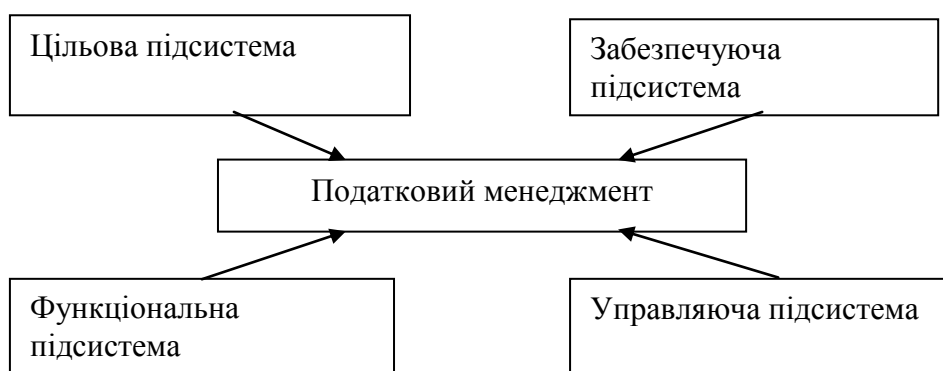 Цільова підсистема
Забезпечуюча
підсистема
Податковий менеджмент
Функціональна
підсистема
Управляюча підсистема